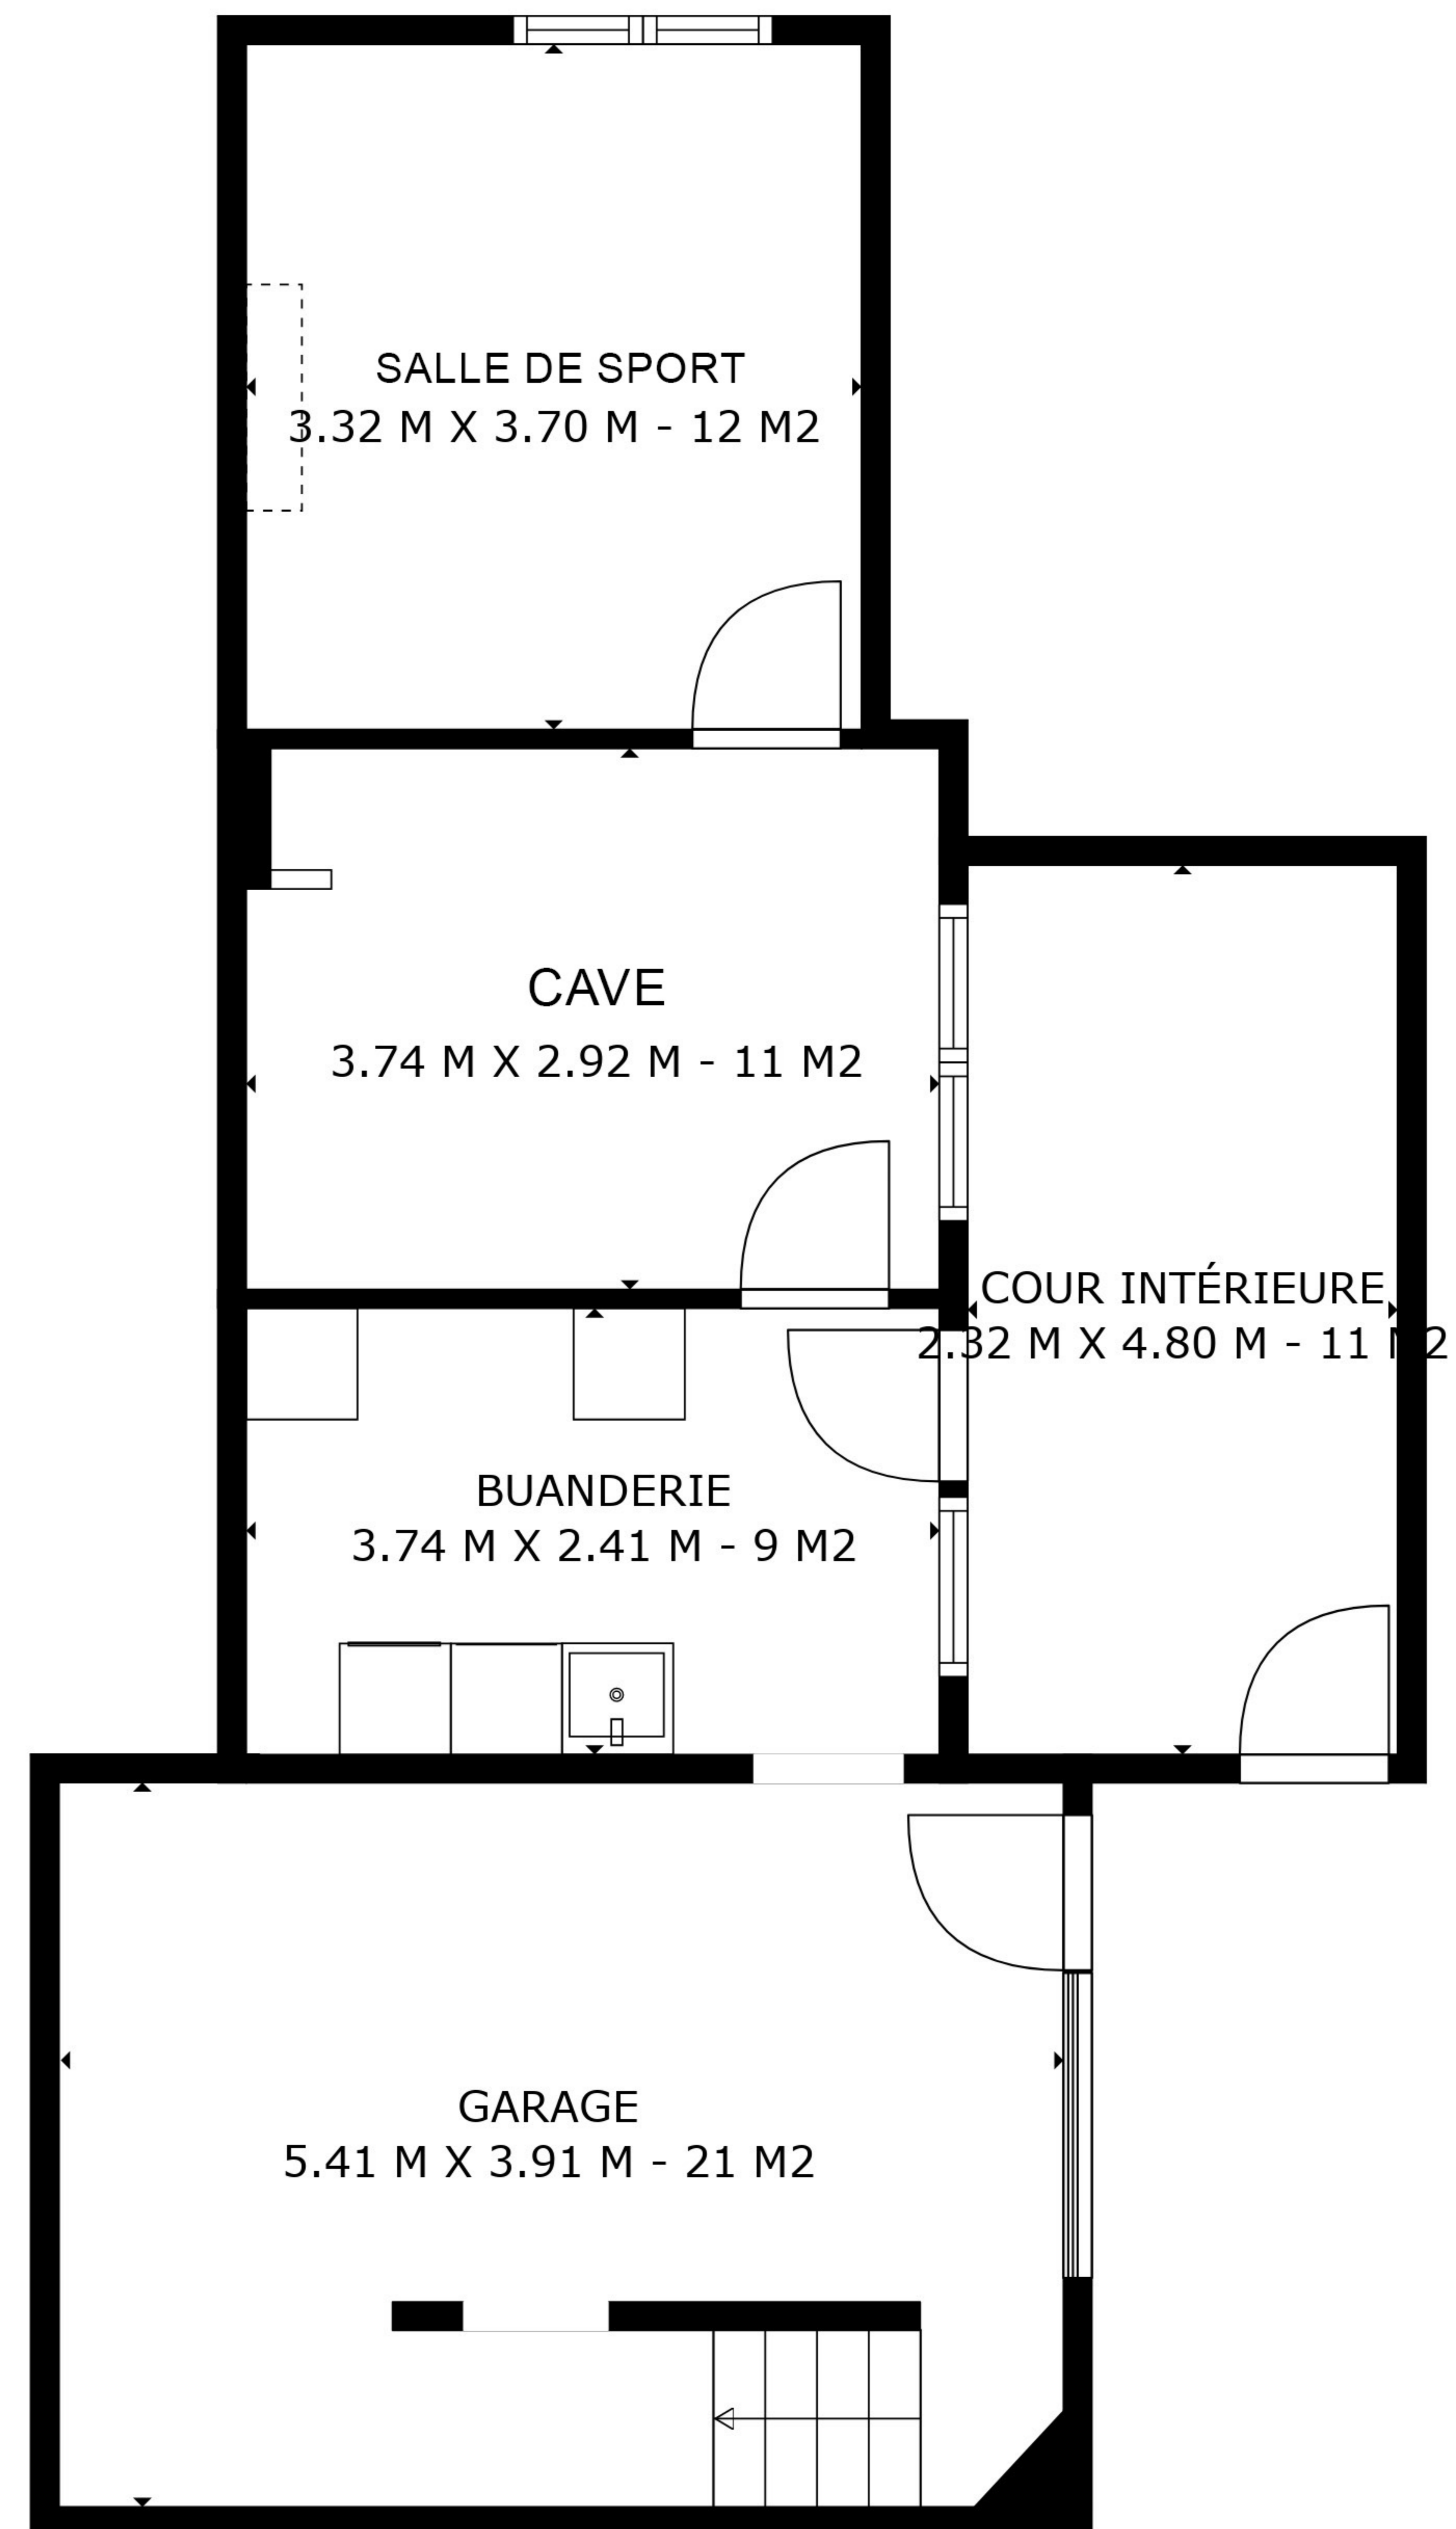 SALLE DE SPORT
3.32 M X 3.70 M - 12 M2
CAVE
3.74 M X 2.92 M - 11 M2
COUR INTÉRIEURE
2.32 M X 4.80 M - 11 M2
BUANDERIE
3.74 M X 2.41 M - 9 M2
GARAGE
5.41 M X 3.91 M - 21 M2